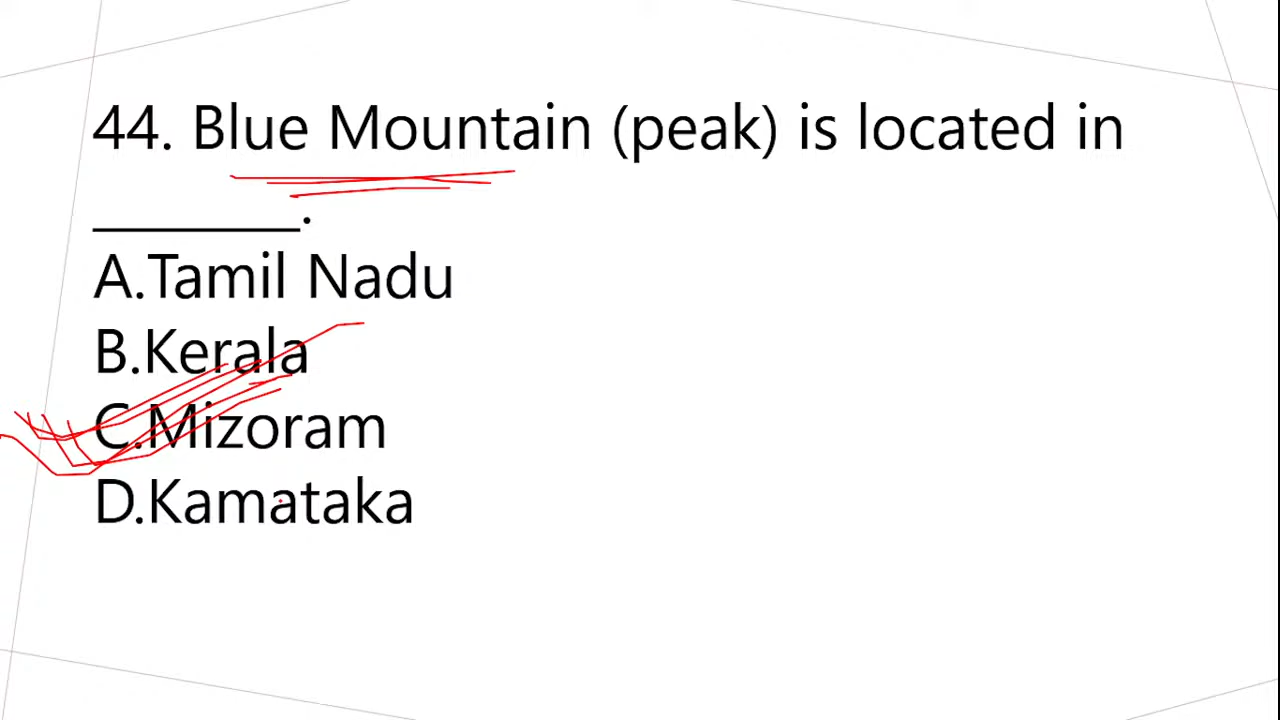 44. Blue Mountain (peak) is located in
________.
A.Tamil Nadu
B.Kerala
C.Mizoram
D.Kamataka